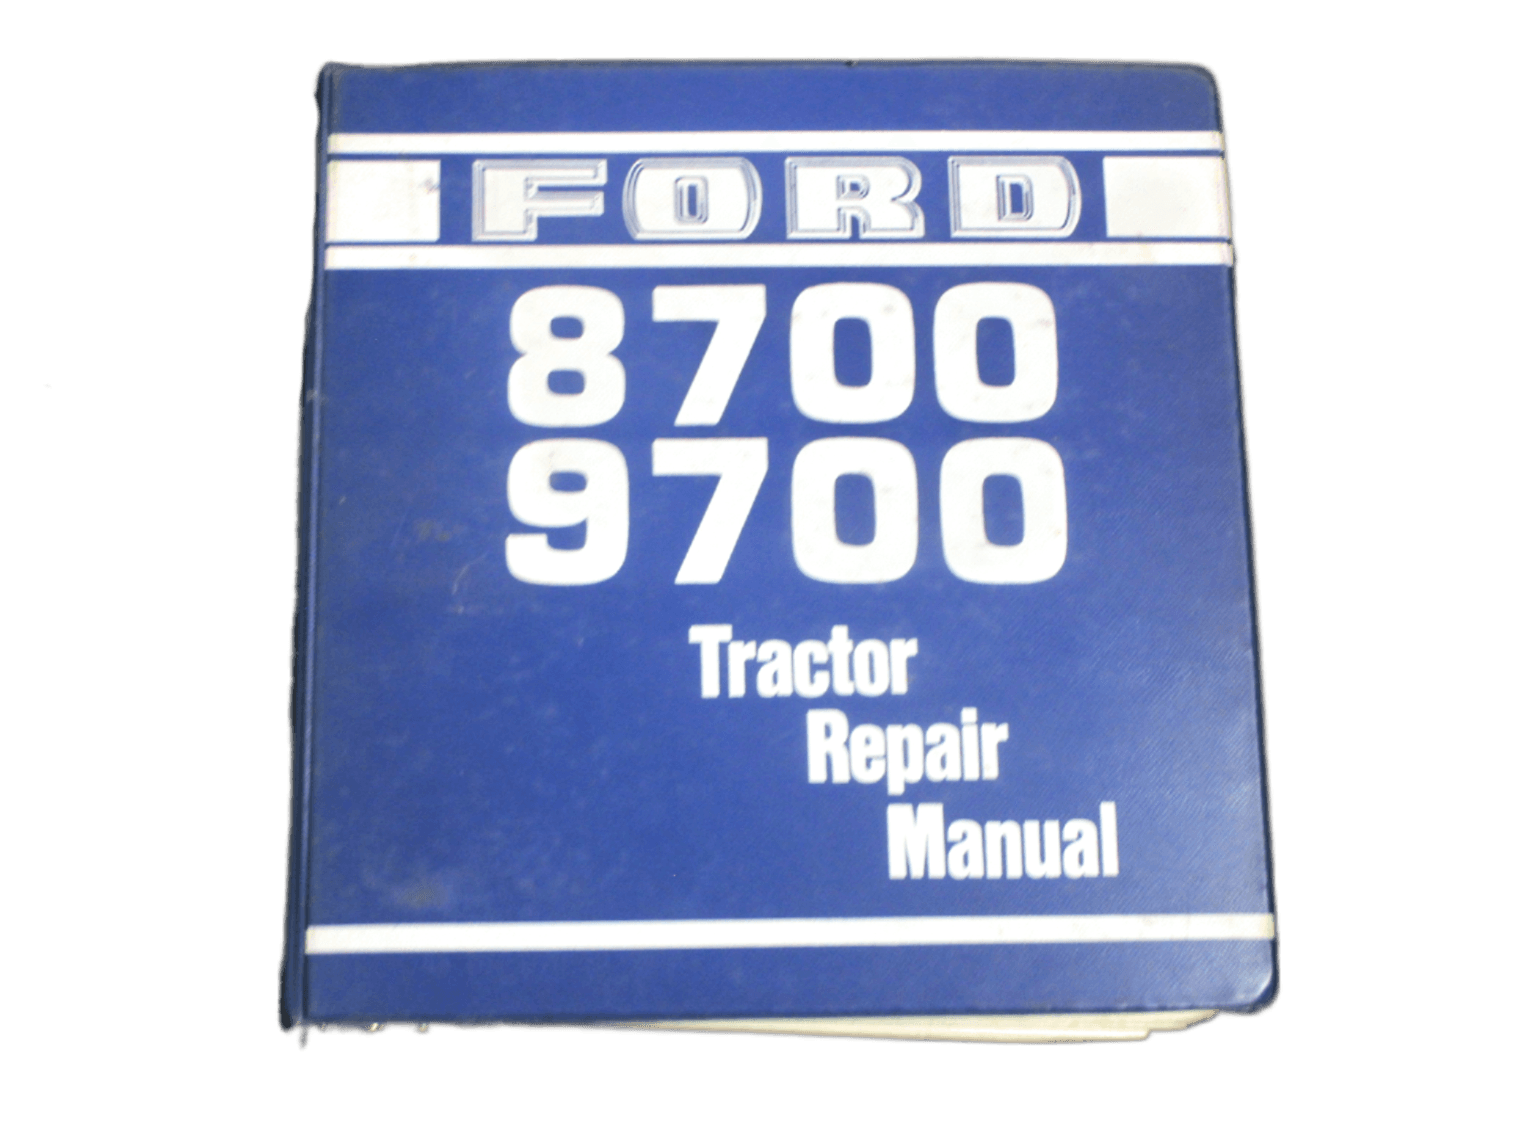 FORD
8700
9700
Tractor
Repair
Manual